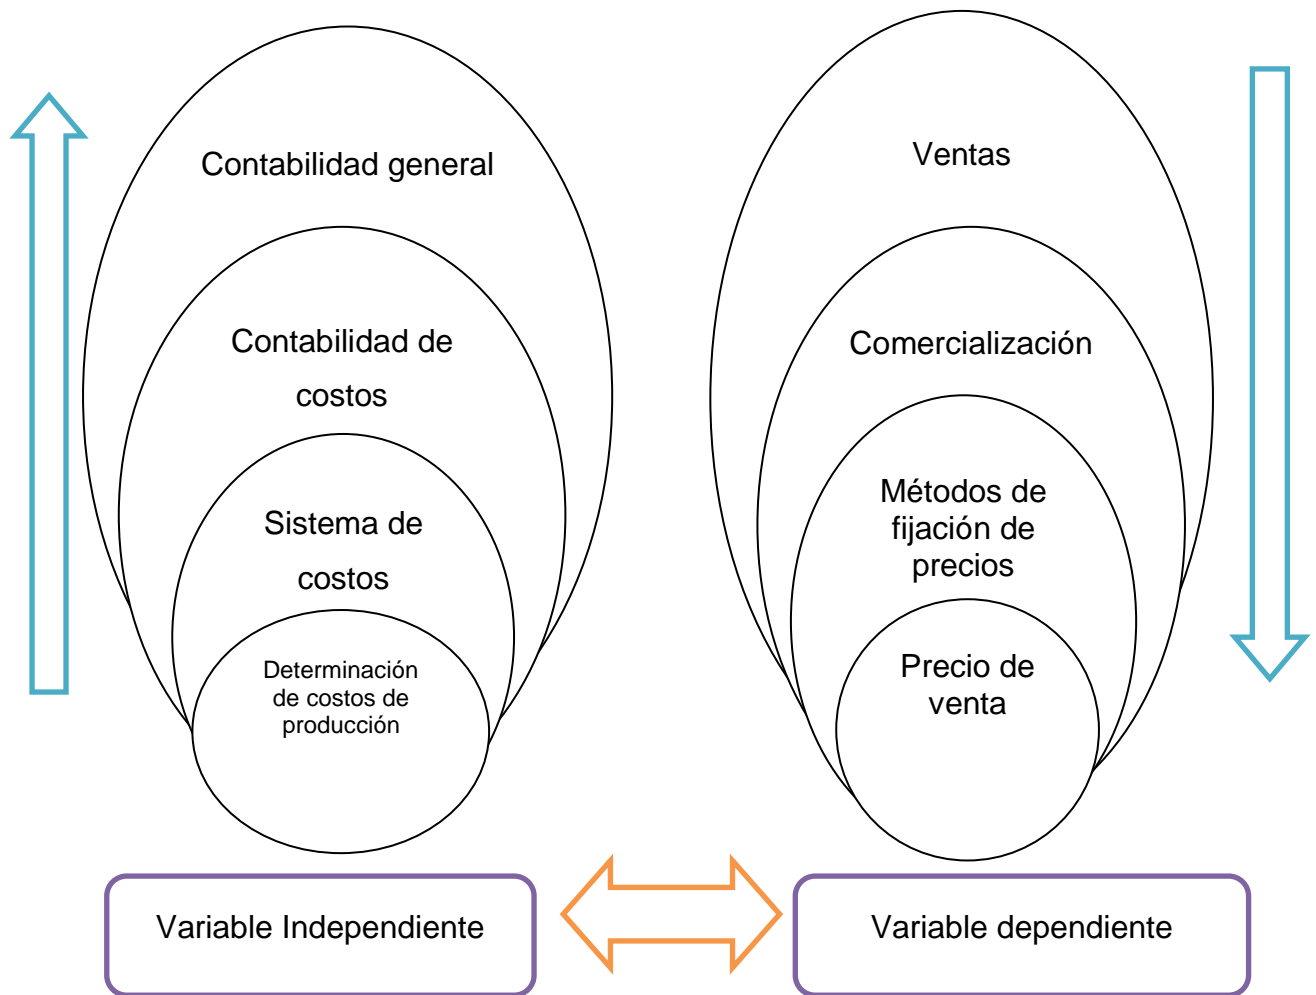 Contabilidad general
Contabilidad de
costos
Sistema de
costos
Determinación
de costos de
producción
Variable Independiente
Ventas
Comercialización
Métodos de
fijación de
precios
Precio de
venta
Variable dependiente